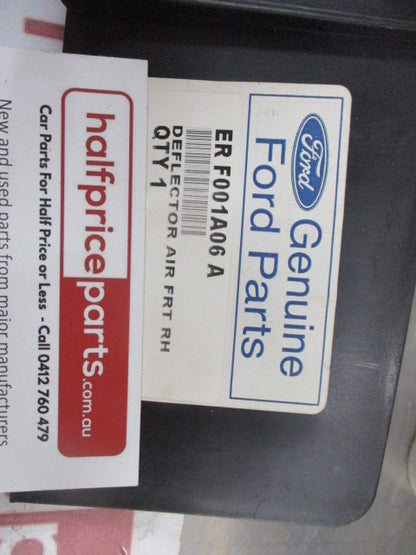 Ford
Genuine
Ford Parts
ER F001A06 A
DEFLECTOR AIR FRT RH
QTY 1
halfpriceparts.com.au
Car Parts For Half Price or Less - Call 0412 760 479
New and used parts from major manufacturers